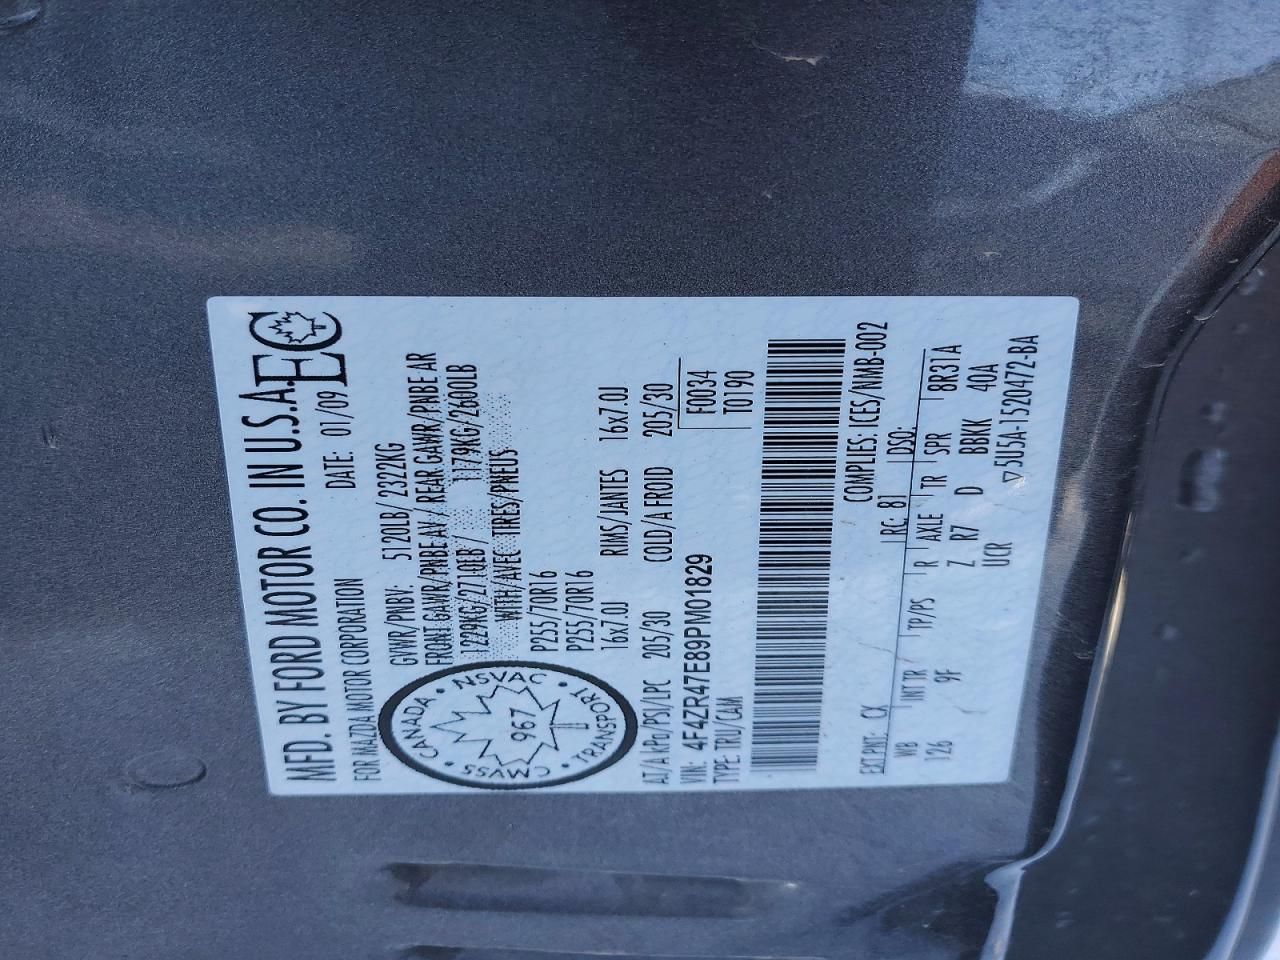 MFD. BY FORD MOTOR CO. IN U.S.A.
FOR MAZDA MOTOR CORPORATION
DATE: 01/09
GVWR/PNBV: 5120LB/2322KG
FRONT GAWR/PNBE AV/ REAR GAWR/PNBE AR
1229KG/2710LB / 1179KG/2600LB
WITH/AVEC TIRES/PNEUS
P255/70R16
P255/70R16
16x7.0J RIMS/JANTES 16x7.0J
AT/A kPa/PSI/LPC 205/30 COLD/A FROID 205/30
CANADA · NSVAC · TRANSPORT · CMVSS
967
VIN: 4F4ZR47E89PM01829
F0034
TYPE: TRU/CAM
T0190
COMPLIES: ICES/NMB-002
EXT PNT: CX RC: 81 DSO:
WB INT TR TP/PS R AXLE TR SPR 8R31A
126 9F Z R7 D BBKK 40A
UCR 5U5A-1520472-BA